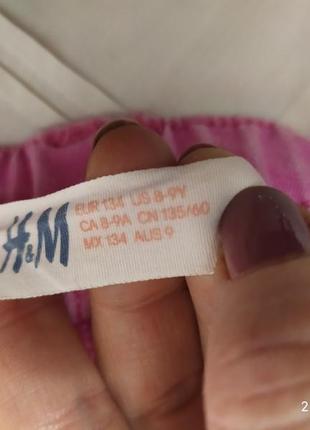 H&M
EUR 134 US 8-9Y
CA 8-9A CN 135/60
MX 134 AUS 9
2